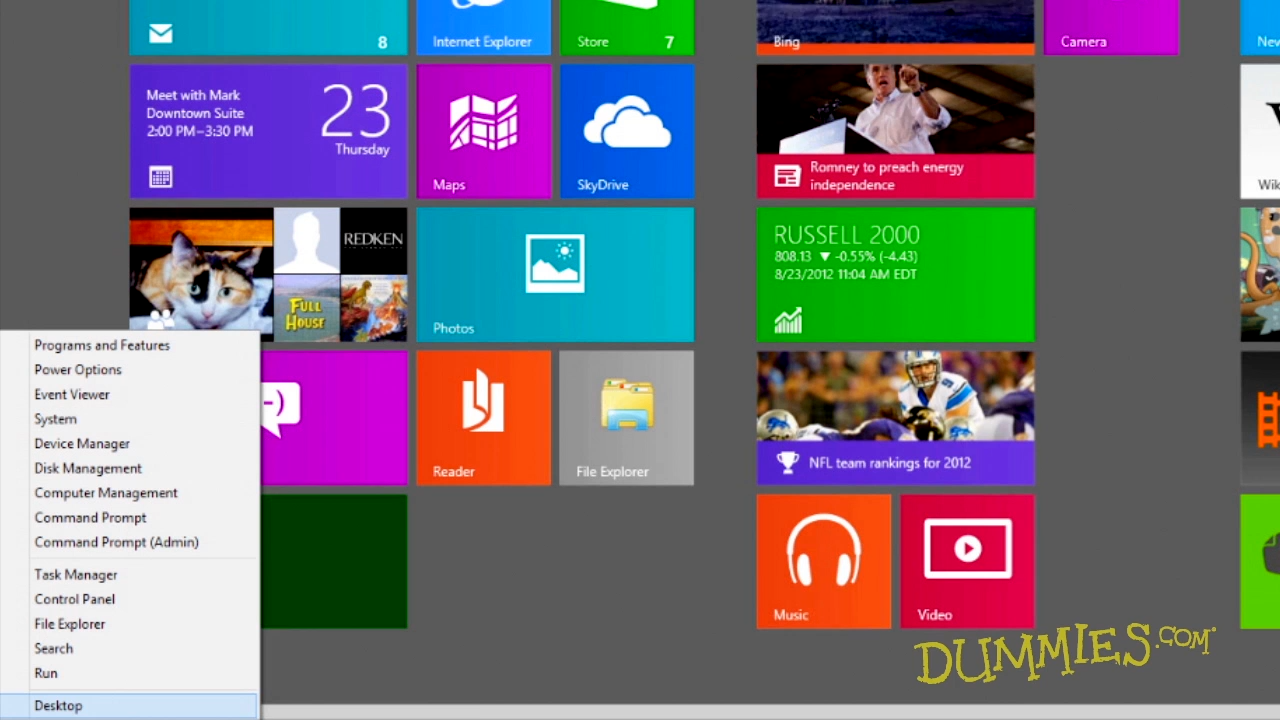 8
Internet Explorer
Store 7
Bing
Camera
Meet with Mark
Downtown Suite
2:00 PM–3:30 PM
23
Thursday
Maps
SkyDrive
Romney to preach energy
independence
REDKEN
FULL
HOUSE
Photos
RUSSELL 2000
808.13 ▼ -0.55% (-4.43)
8/23/2012 11:04 AM EDT
Reader
File Explorer
NFL team rankings for 2012
Music
Video
Programs and Features
Power Options
Event Viewer
System
Device Manager
Disk Management
Computer Management
Command Prompt
Command Prompt (Admin)
Task Manager
Control Panel
File Explorer
Search
Run
Desktop
DUMMIES.COM